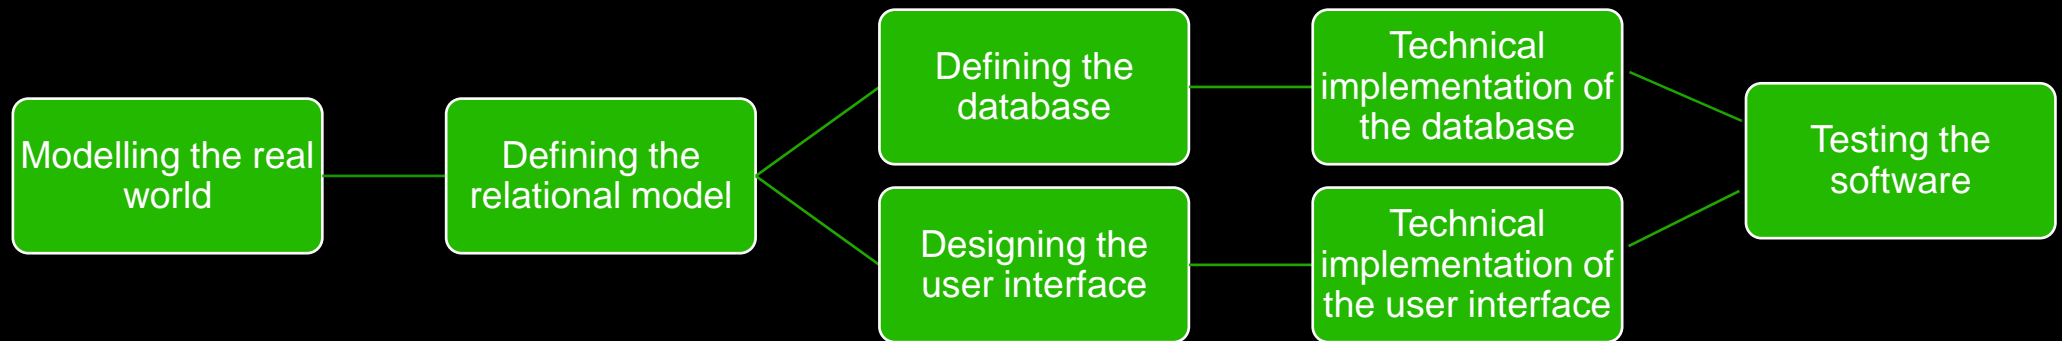 Modelling the real
world
Defining the
relational model
Defining the
database
Technical
implementation of
the database
Designing the
user interface
Technical
implementation of
the user interface
Testing the
software